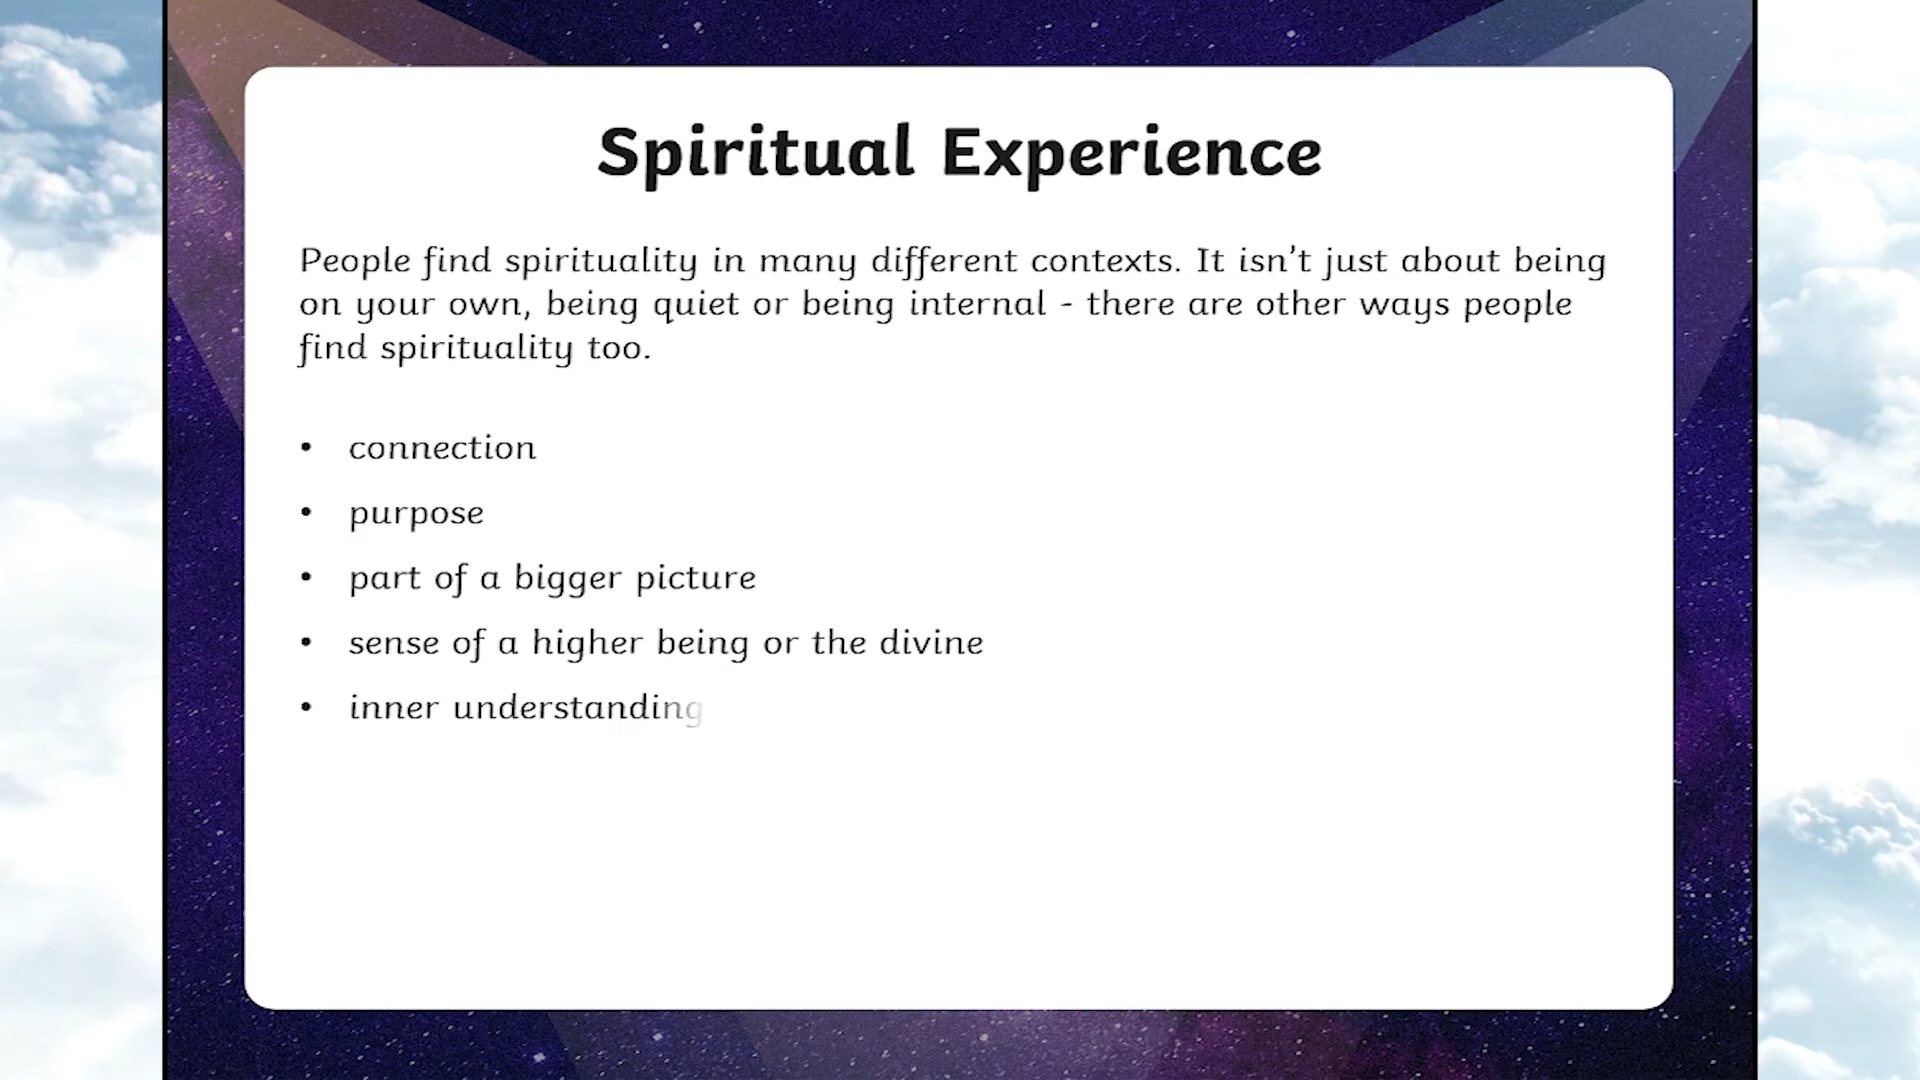 Spiritual Experience
People find spirituality in many different contexts. It isn’t just about being
on your own, being quiet or being internal - there are other ways people
find spirituality too.
• connection
• purpose
• part of a bigger picture
• sense of a higher being or the divine
• inner understanding